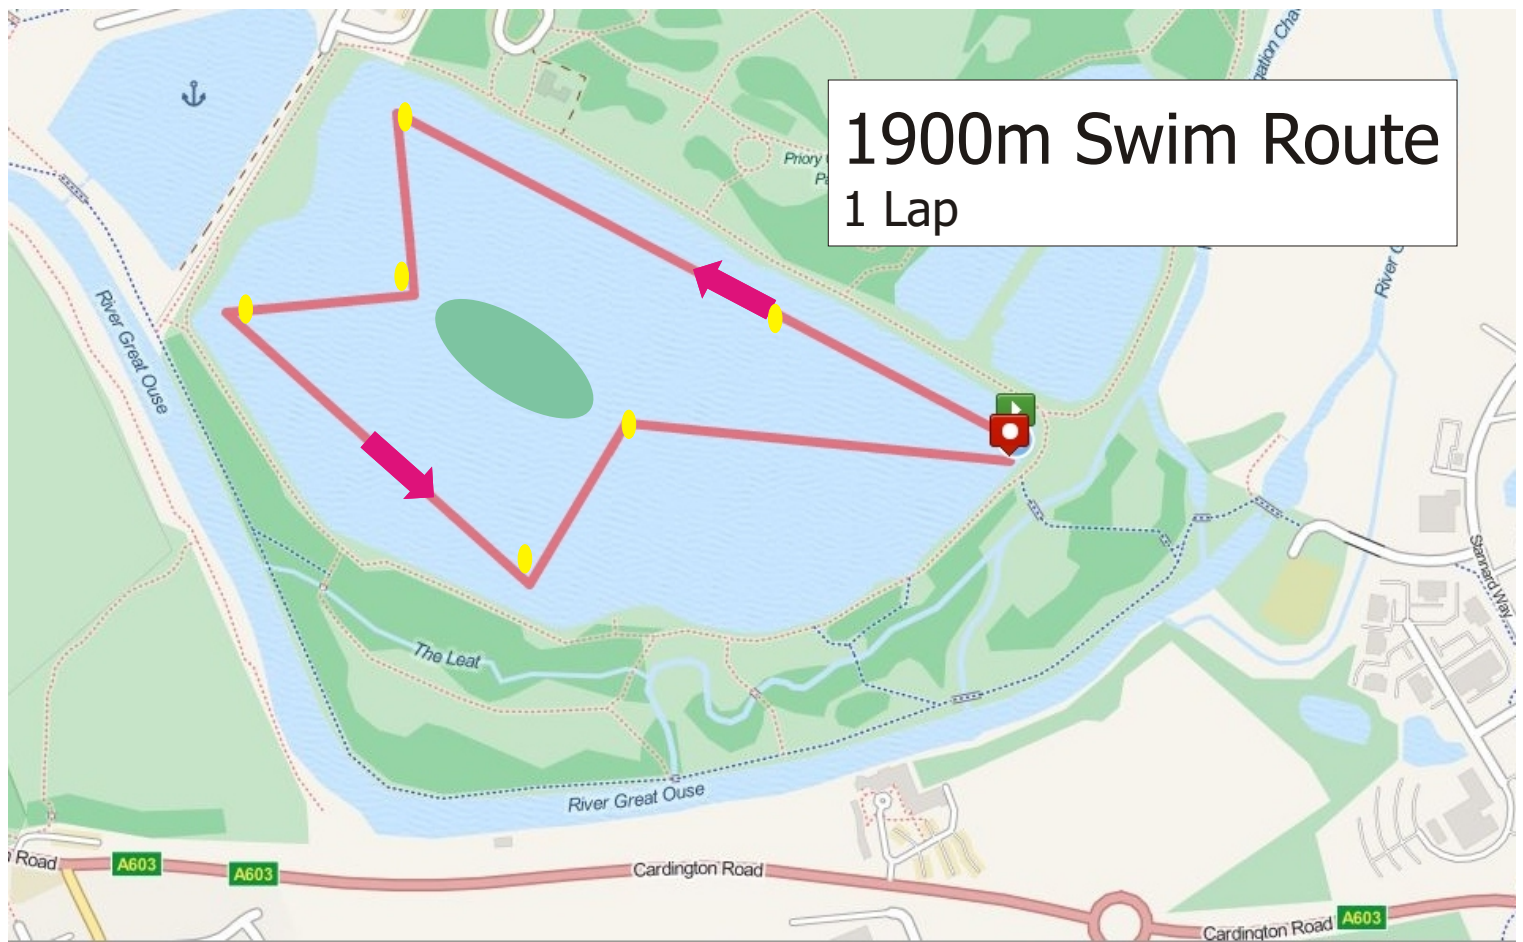 1900m Swim Route
1 Lap
Priory
River Great Ouse
The Leat
River Great Ouse
Stannard Way
Road
A603
A603
Cardington Road
Cardington Road
A603